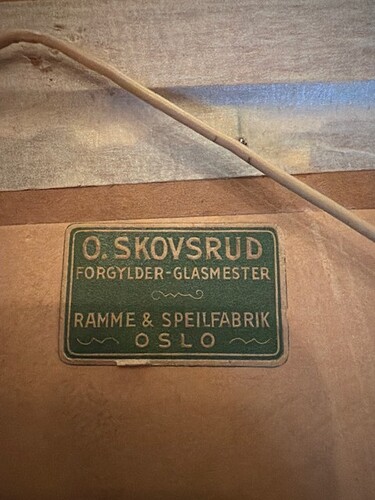 O. SKOVSRUD
FORGYLDER-GLASMESTER
RAMME & SPEILFABRIK
OSLO